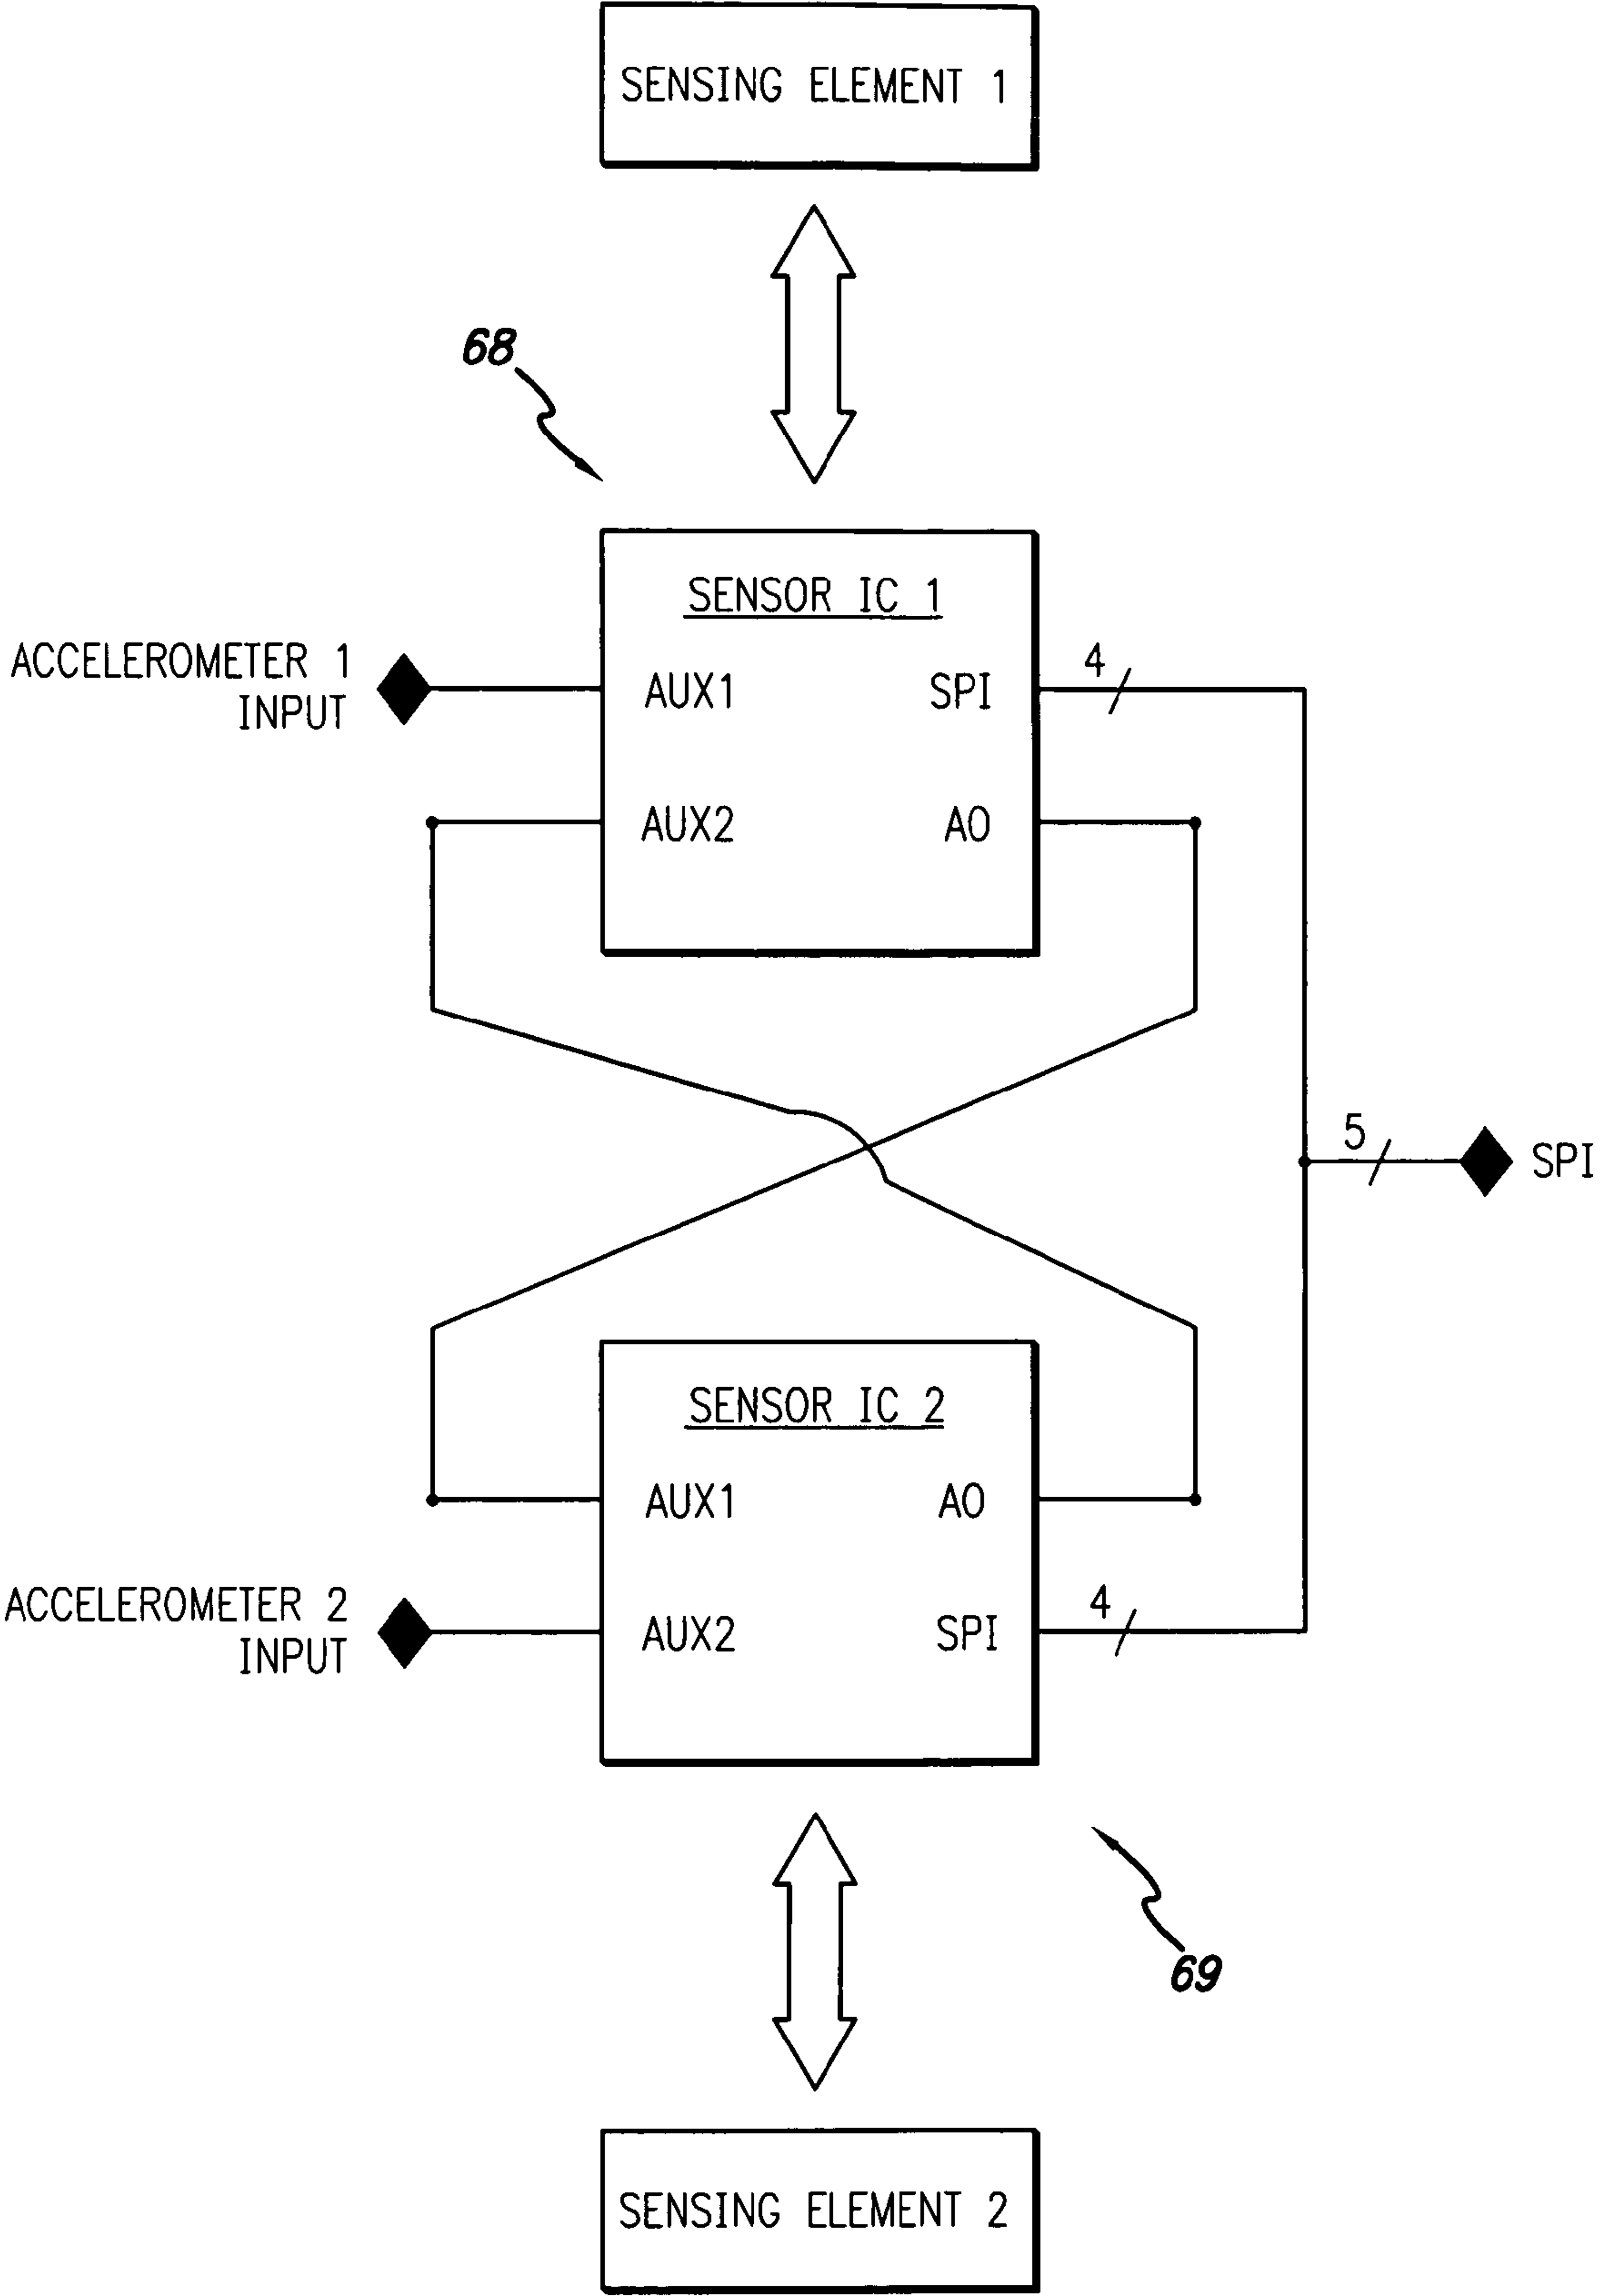 SENSING ELEMENT 1
68
SENSOR IC 1
ACCELEROMETER 1
INPUT
AUX1
SPI
4
AUX2
AO
5
SPI
SENSOR IC 2
AUX1
AO
ACCELEROMETER 2
INPUT
AUX2
SPI
4
69
SENSING ELEMENT 2